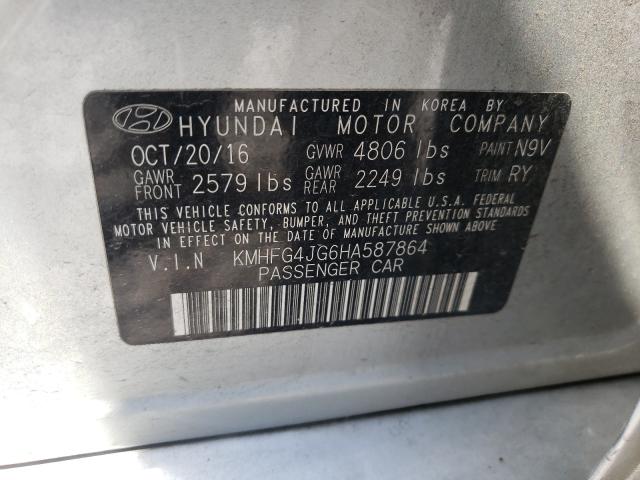 MANUFACTURED IN KOREA BY
HYUNDAI MOTOR COMPANY
OCT/20/16 GVWR 4806 lbs PAINT N9V
GAWR FRONT 2579 lbs GAWR REAR 2249 lbs TRIM RY
THIS VEHICLE CONFORMS TO ALL APPLICABLE U.S.A. FEDERAL
MOTOR VEHICLE SAFETY, BUMPER, AND THEFT PREVENTION STANDARDS
IN EFFECT ON THE DATE OF MANUFACTURE SHOWN ABOVE.
V.I.N KMHFG4JG6HA587864
PASSENGER CAR